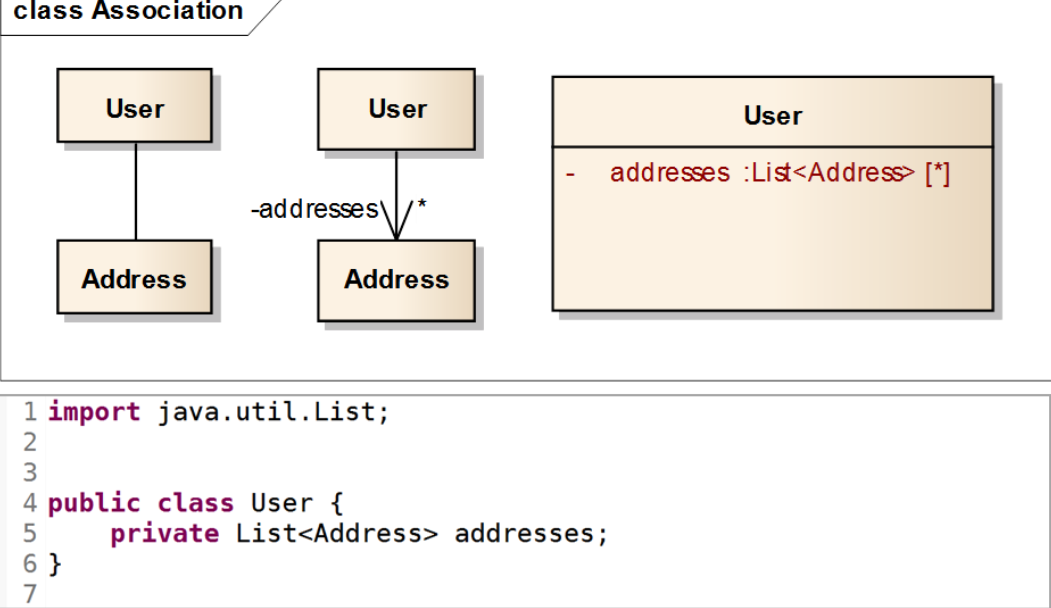 class Association
User
Address
User
-addresses *
Address
User
- addresses :List<Address> [*]
1 import java.util.List;
2
3
4 public class User {
5 private List<Address> addresses;
6 }
7